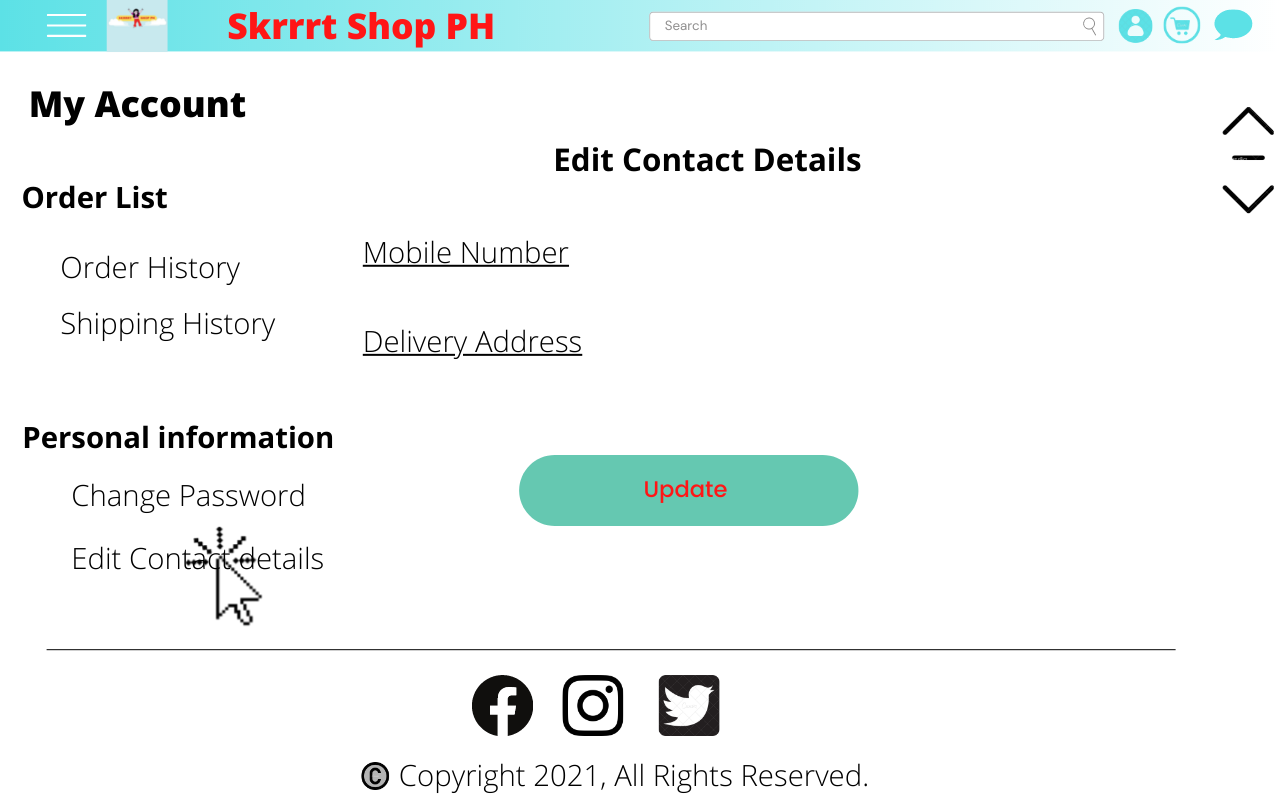 Skrrrt Shop PH
Search
My Account
Edit Contact Details
Order List
Order History
Shipping History
Mobile Number
Delivery Address
Personal information
Change Password
Edit Contact details
Update
© Copyright 2021, All Rights Reserved.